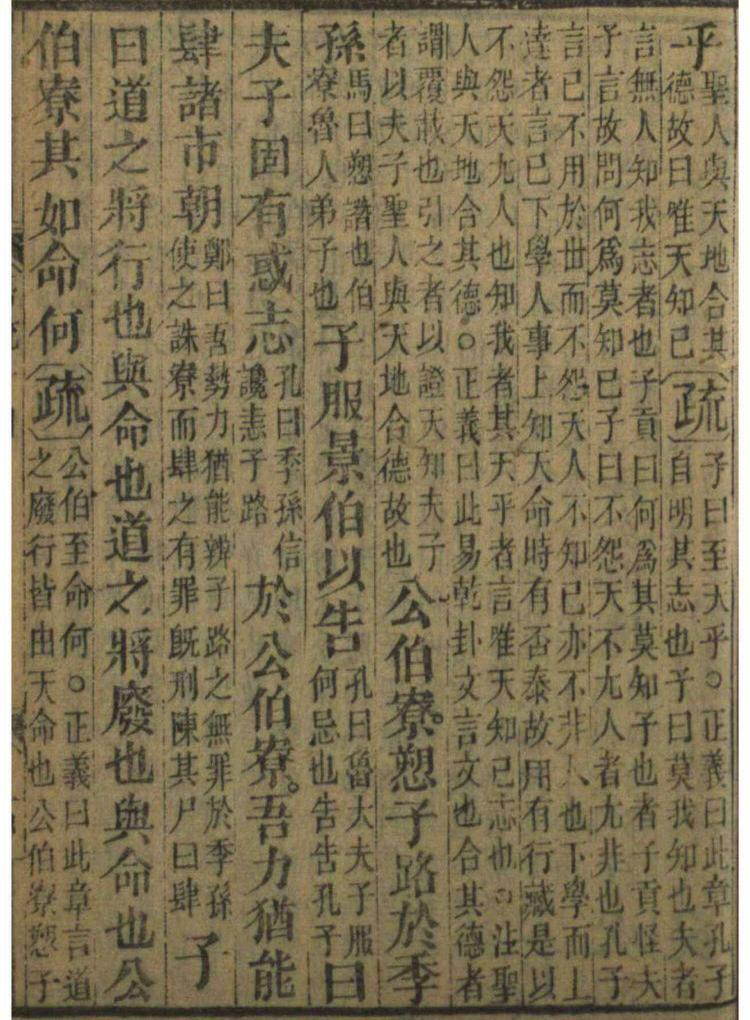 乎聖人與天地合其德故曰唯天知己〔疏〕子曰至天乎○正義曰此章孔子自明其志也子曰莫我知也夫者
言無人知我志者也子貢曰何爲其莫知子也者子貢怪夫
子言故問何爲莫知己子曰不怨天不尤人者尤非也孔子
言己不用於世而不怨天人不知己亦不非人也下學而上
達者言己下學人事上知天命時有否泰故用有行藏是以
不怨天尤人也知我者其天乎者言唯天知己志也○注聖
人與天地合其德○正義曰此易乾卦文言文也合其德者
謂覆載也引之者以證天知夫子者以夫子聖人與天地合德故也公伯寮愬子路於季
孫馬曰愬譖也伯寮魯人弟子也子服景伯以告孔曰魯大夫子服何忌也告告孔子曰
夫子固有惑志孔曰季孫信讒恚子路於公伯寮。吾力猶能
肆諸市朝鄭曰吾勢力猶能辨子路之無罪於季孫使之誅寮而肆之有罪既刑陳其尸曰肆子
曰道之將行也與命也道之將廢也與命也公
伯寮其如命何〔疏〕公伯至命何○正義曰此章言道之廢行皆由天命也公伯寮愬子